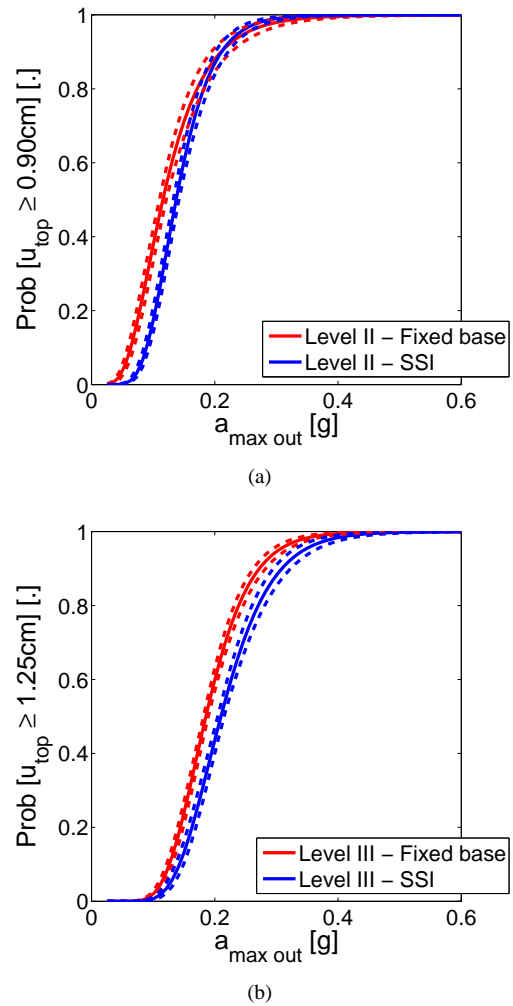 Prob [u_top ≥ 0.90cm] [.]
1
0.8
0.6
0.4
0.2
0
0
0.2
0.4
0.6
Level II − Fixed base
Level II − SSI
a_max out [g]
(a)
Prob [u_top ≥ 1.25cm] [.]
1
0.8
0.6
0.4
0.2
0
0
0.2
0.4
0.6
Level III − Fixed base
Level III − SSI
a_max out [g]
(b)